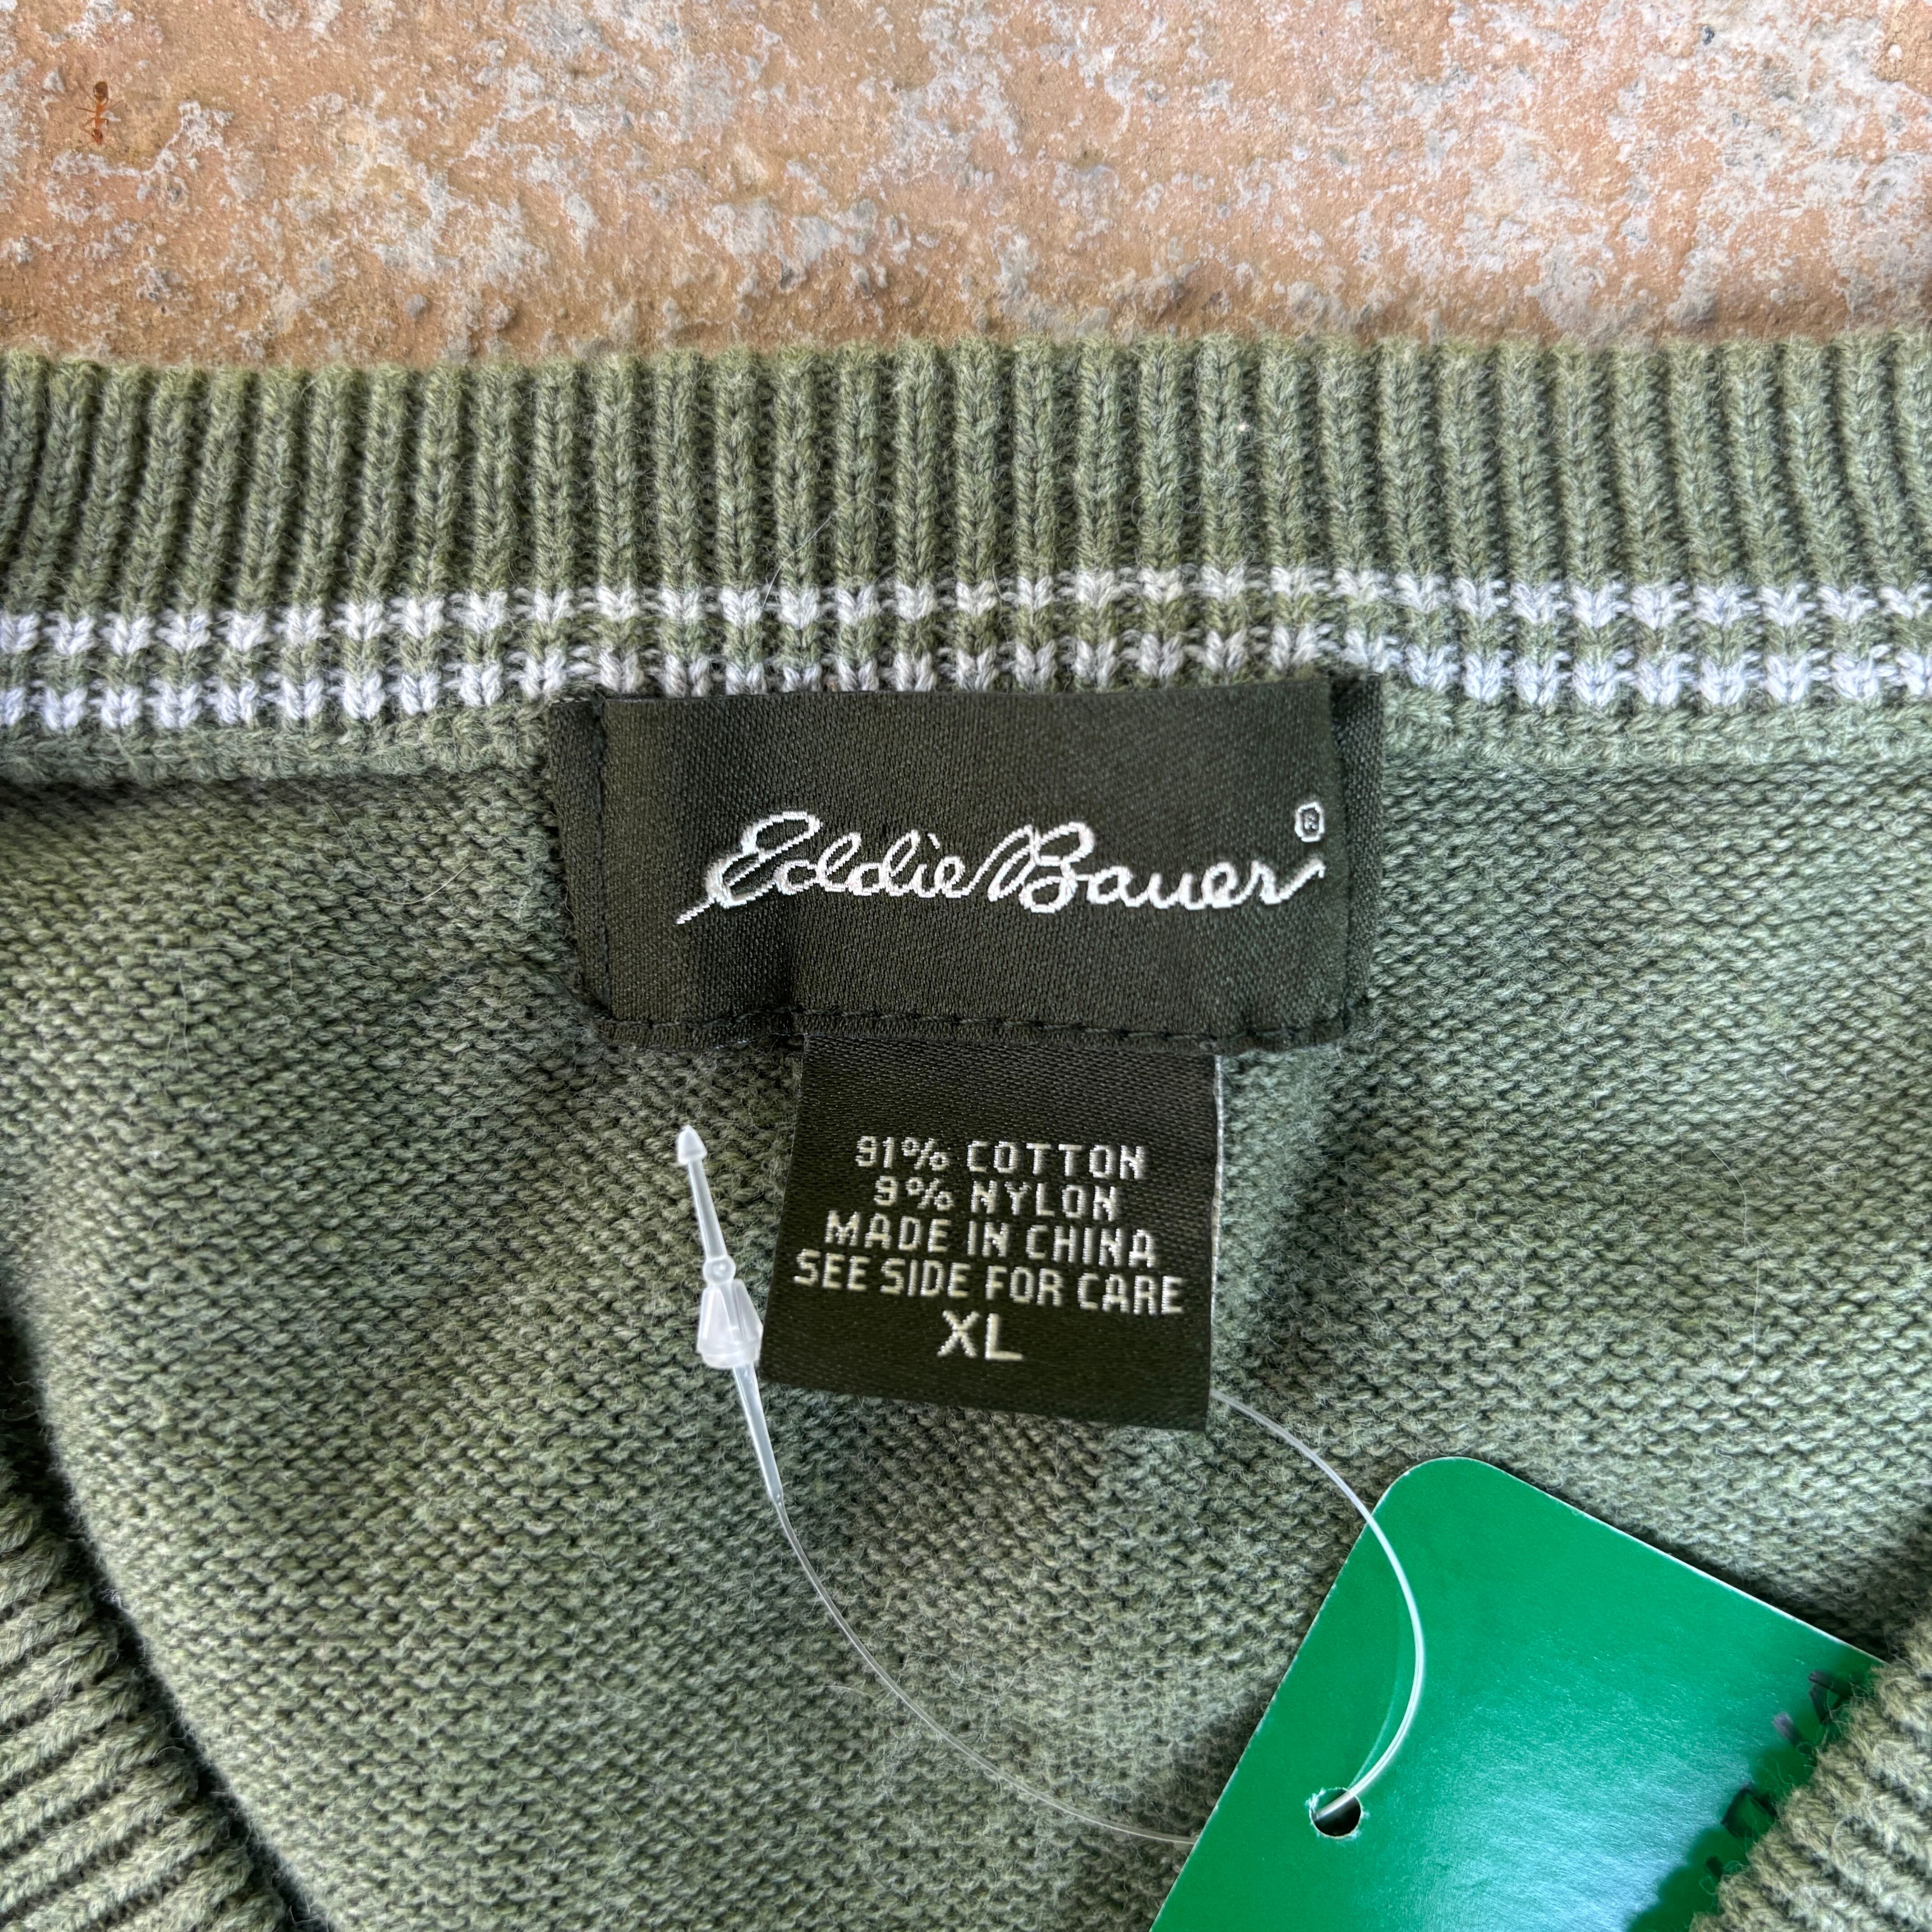 Eddie Bauer®
91% COTTON
9% NYLON
MADE IN CHINA
SEE SIDE FOR CARE
XL